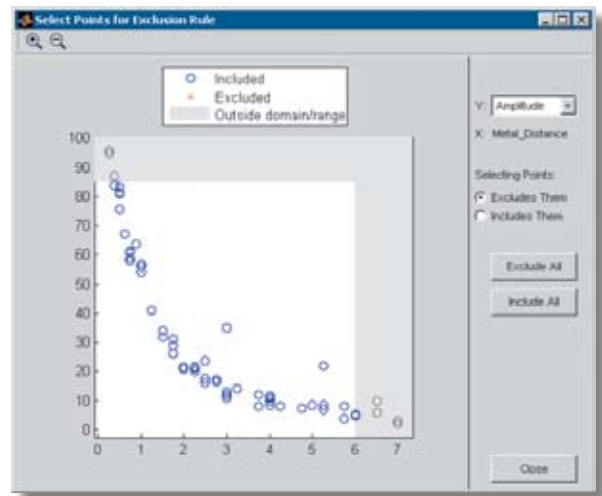 Select Points for Exclusion Rule
Included
Excluded
Outside domain/range
Y: Amplitude
X: Metal_Distance
Selecting Points:
Excludes Them
Includes Them
Exclude All
Include All
Close
100
90
80
70
60
50
40
30
20
10
0
0 1 2 3 4 5 6 7